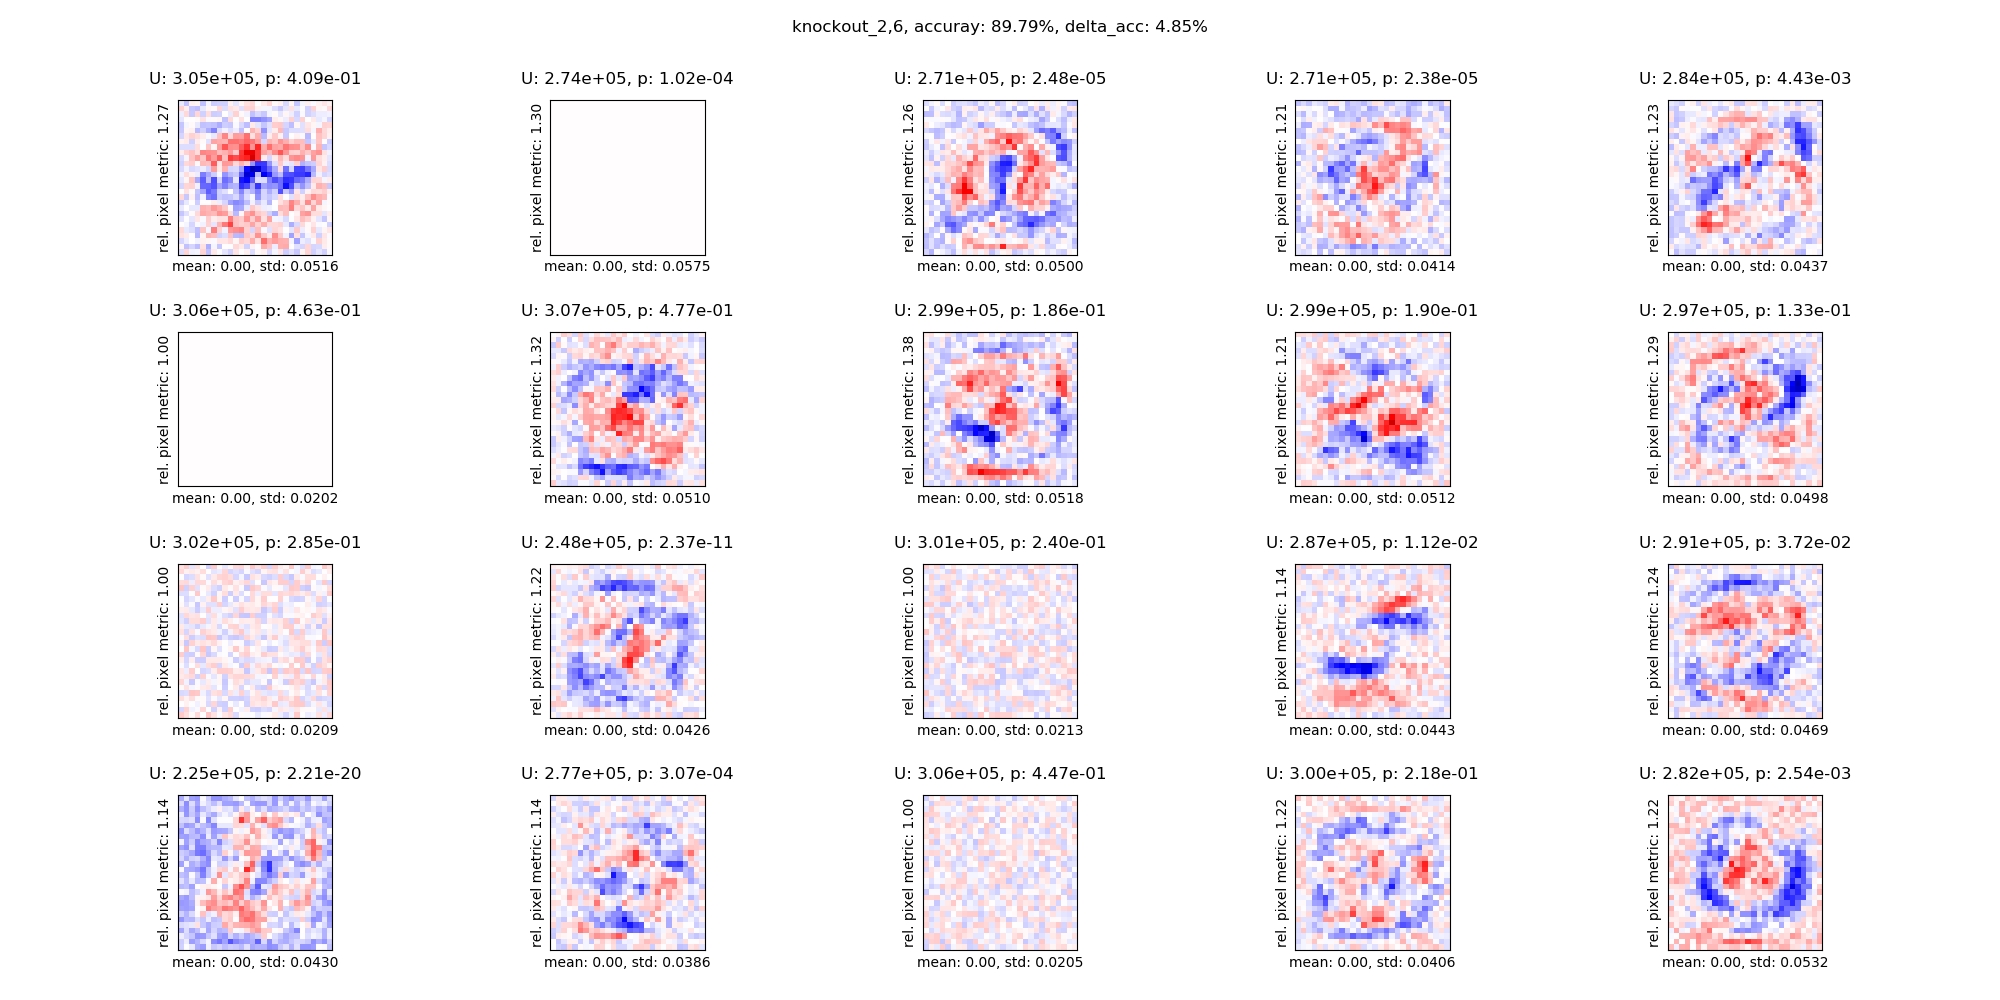 knockout_2,6, accuray: 89.79%, delta_acc: 4.85%
U: 3.05e+05, p: 4.09e-01
rel. pixel metric: 1.27
mean: 0.00, std: 0.0516
U: 2.74e+05, p: 1.02e-04
rel. pixel metric: 1.30
mean: 0.00, std: 0.0575
U: 2.71e+05, p: 2.48e-05
rel. pixel metric: 1.26
mean: 0.00, std: 0.0500
U: 2.71e+05, p: 2.38e-05
rel. pixel metric: 1.21
mean: 0.00, std: 0.0414
U: 2.84e+05, p: 4.43e-03
rel. pixel metric: 1.23
mean: 0.00, std: 0.0437
U: 3.06e+05, p: 4.63e-01
rel. pixel metric: 1.00
mean: 0.00, std: 0.0202
U: 3.07e+05, p: 4.77e-01
rel. pixel metric: 1.32
mean: 0.00, std: 0.0510
U: 2.99e+05, p: 1.86e-01
rel. pixel metric: 1.38
mean: 0.00, std: 0.0518
U: 2.99e+05, p: 1.90e-01
rel. pixel metric: 1.21
mean: 0.00, std: 0.0512
U: 2.97e+05, p: 1.33e-01
rel. pixel metric: 1.29
mean: 0.00, std: 0.0498
U: 3.02e+05, p: 2.85e-01
rel. pixel metric: 1.00
mean: 0.00, std: 0.0209
U: 2.48e+05, p: 2.37e-11
rel. pixel metric: 1.22
mean: 0.00, std: 0.0426
U: 3.01e+05, p: 2.40e-01
rel. pixel metric: 1.00
mean: 0.00, std: 0.0213
U: 2.87e+05, p: 1.12e-02
rel. pixel metric: 1.14
mean: 0.00, std: 0.0443
U: 2.91e+05, p: 3.72e-02
rel. pixel metric: 1.24
mean: 0.00, std: 0.0469
U: 2.25e+05, p: 2.21e-20
rel. pixel metric: 1.14
mean: 0.00, std: 0.0430
U: 2.77e+05, p: 3.07e-04
rel. pixel metric: 1.14
mean: 0.00, std: 0.0386
U: 3.06e+05, p: 4.47e-01
rel. pixel metric: 1.00
mean: 0.00, std: 0.0205
U: 3.00e+05, p: 2.18e-01
rel. pixel metric: 1.22
mean: 0.00, std: 0.0406
U: 2.82e+05, p: 2.54e-03
rel. pixel metric: 1.22
mean: 0.00, std: 0.0532